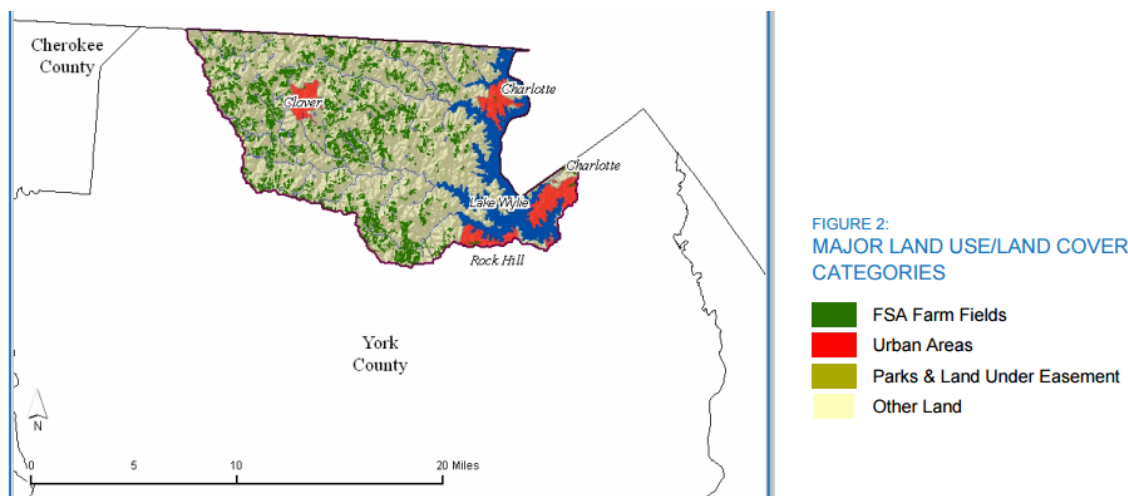 Cherokee
County
Clover
Charlotte
Charlotte
Lake Wylie
Rock Hill
York
County
N
0 5 10 20 Miles
FIGURE 2:
MAJOR LAND USE/LAND COVER
CATEGORIES
FSA Farm Fields
Urban Areas
Parks & Land Under Easement
Other Land